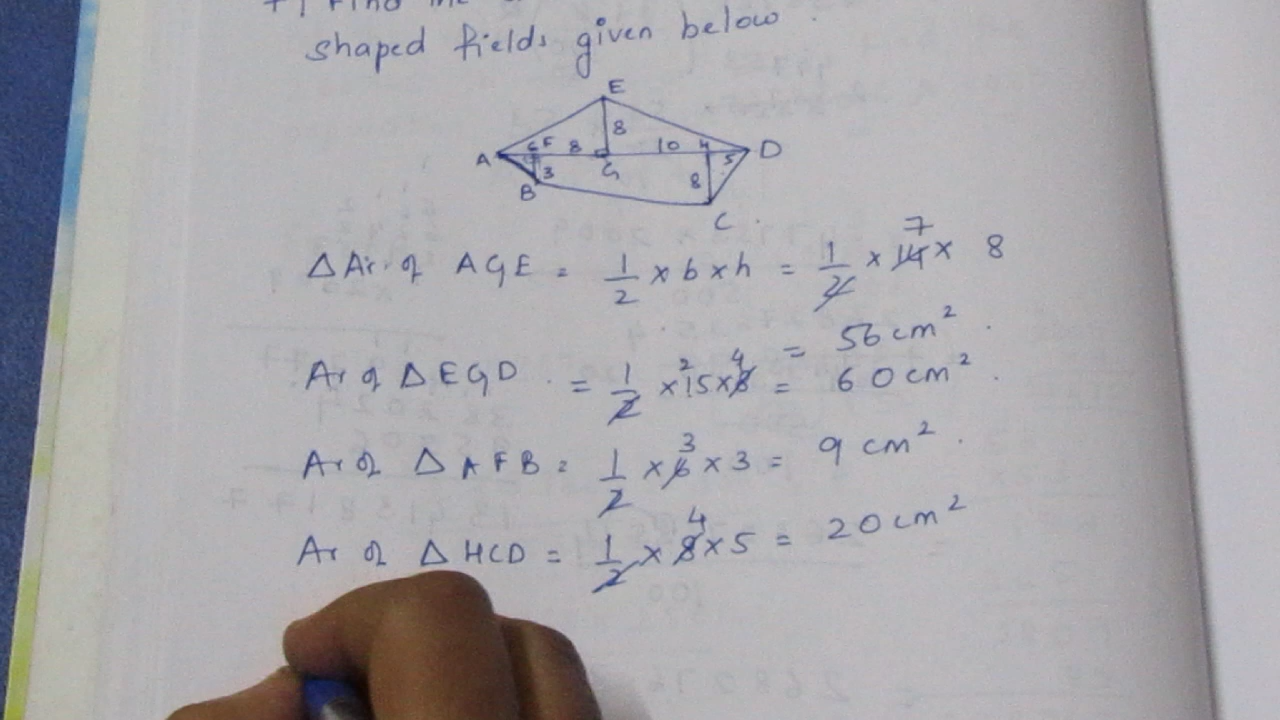 Find
shaped fields given below.
E
8
A 6 F 8 10 H D
3 G 8 5
B
C
Δ Ar. of AGE = 1/2 × b × h = 1/2 × 14 7 × 8
= 56 cm².
Ar of Δ EGD = 1/2 × 2 15 × 8 4 = 60 cm².
Ar of Δ AFB = 1/2 × 6 3 × 3 = 9 cm².
Ar of Δ HCD = 1/2 × 8 4 × 5 = 20 cm²